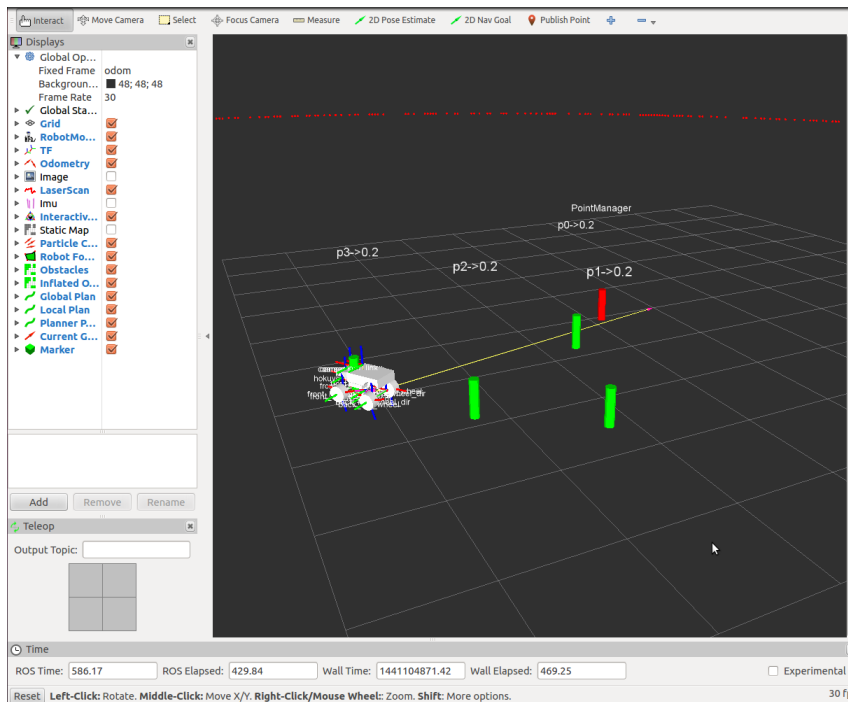 Interact Move Camera Select Focus Camera Measure 2D Pose Estimate 2D Nav Goal Publish Point
Displays
Global Op...
Fixed Frame odom
Backgroun... 48; 48; 48
Frame Rate 30
Global Sta...
Grid
RobotMo...
TF
Odometry
Image
LaserScan
Imu
Interactiv...
Static Map
Particle C...
Robot Fo...
Obstacles
Inflated O...
Global Plan
Local Plan
Planner P...
Current G...
Marker
Add Remove Rename
Teleop
Output Topic:
PointManager
p0->0.2
p3->0.2
p2->0.2
p1->0.2
Time
ROS Time: 586.17 ROS Elapsed: 429.84 Wall Time: 1441104871.42 Wall Elapsed: 469.25 Experimental
Reset Left-Click: Rotate. Middle-Click: Move X/Y. Right-Click/Mouse Wheel:: Zoom. Shift: More options.